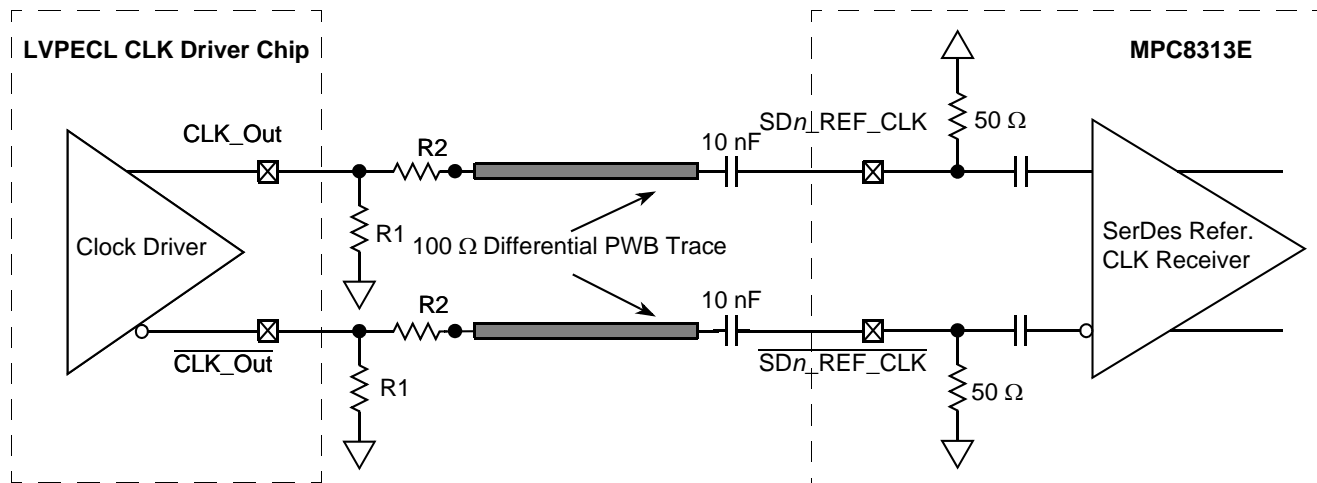 LVPECL CLK Driver Chip
MPC8313E
CLK_Out
R2
10 nF
SDn_REF_CLK
50 Ω
R1
Clock Driver
100 Ω Differential PWB Trace
SerDes Refer.
CLK Receiver
R2
10 nF
CLK_Out
SDn_REF_CLK
R1
50 Ω